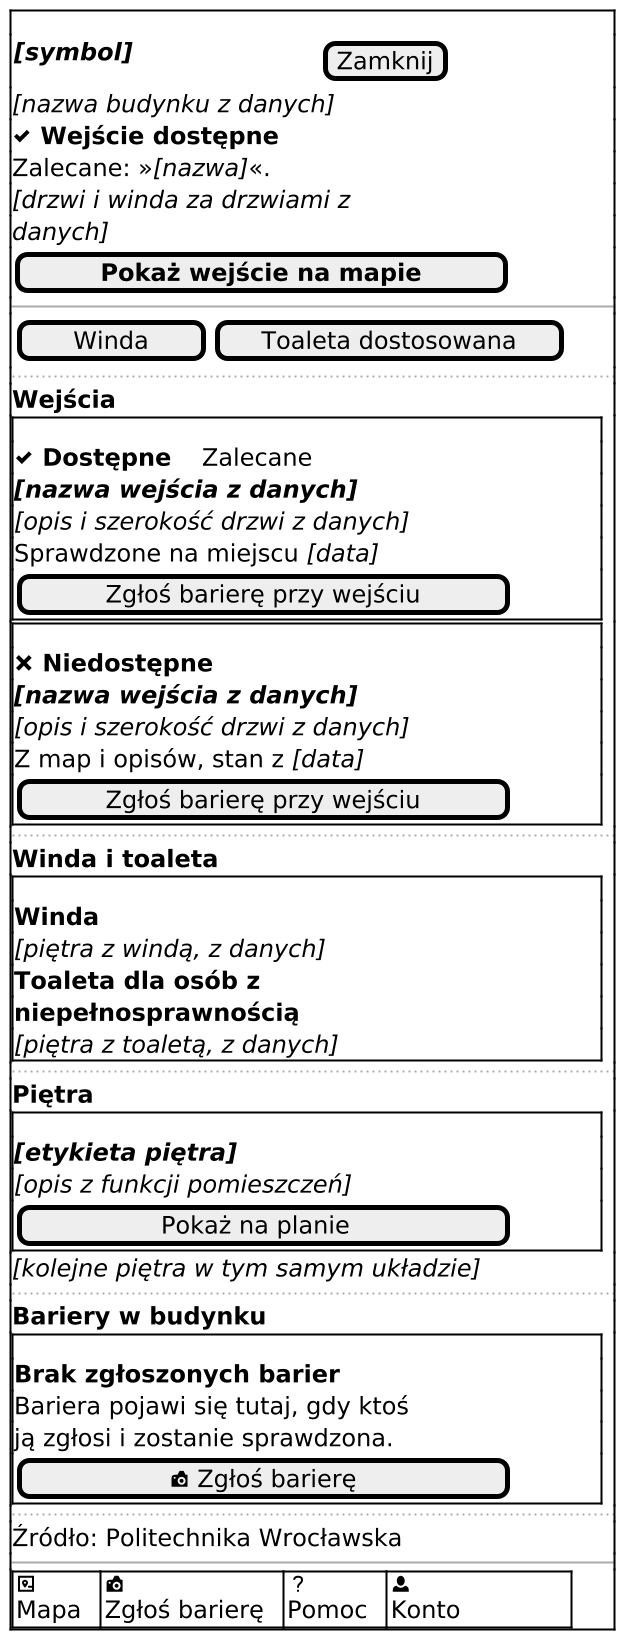 [symbol] Zamknij
[nazwa budynku z danych]
✔ Wejście dostępne
Zalecane: »[nazwa]«.
[drzwi i winda za drzwiami z
danych]
Pokaż wejście na mapie
Winda Toaleta dostosowana
Wejścia
✔ Dostępne Zalecane
[nazwa wejścia z danych]
[opis i szerokość drzwi z danych]
Sprawdzone na miejscu [data]
Zgłoś barierę przy wejściu
✖ Niedostępne
[nazwa wejścia z danych]
[opis i szerokość drzwi z danych]
Z map i opisów, stan z [data]
Zgłoś barierę przy wejściu
Winda i toaleta
Winda
[piętra z windą, z danych]
Toaleta dla osób z
niepełnosprawnością
[piętra z toaletą, z danych]
Piętra
[etykieta piętra]
[opis z funkcji pomieszczeń]
Pokaż na planie
[kolejne piętra w tym samym układzie]
Bariery w budynku
Brak zgłoszonych barier
Bariera pojawi się tutaj, gdy ktoś
ją zgłosi i zostanie sprawdzona.
Zgłoś barierę
Źródło: Politechnika Wrocławska
?
Mapa Zgłoś barierę Pomoc Konto